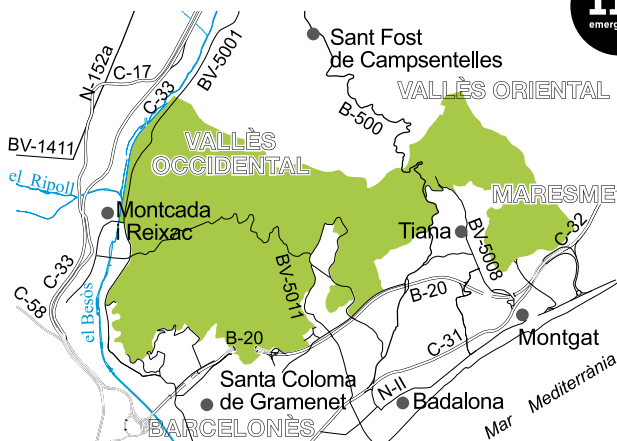 emerg
Sant Fost
de Campsentelles
N-152a
C-17
C-33
BV-5001
B-500
VALLÈS ORIENTAL
BV-1411
VALLÈS
OCCIDENTAL
el Ripoll
MARESME
Montcada
i Reixac
Tiana
BV-5008
C-32
C-33
C-58
el Besòs
BV-5011
B-20
B-20
C-31
Montgat
Santa Coloma
de Gramenet
N-II
Badalona
BARCELONÈS
Mar Mediterrània